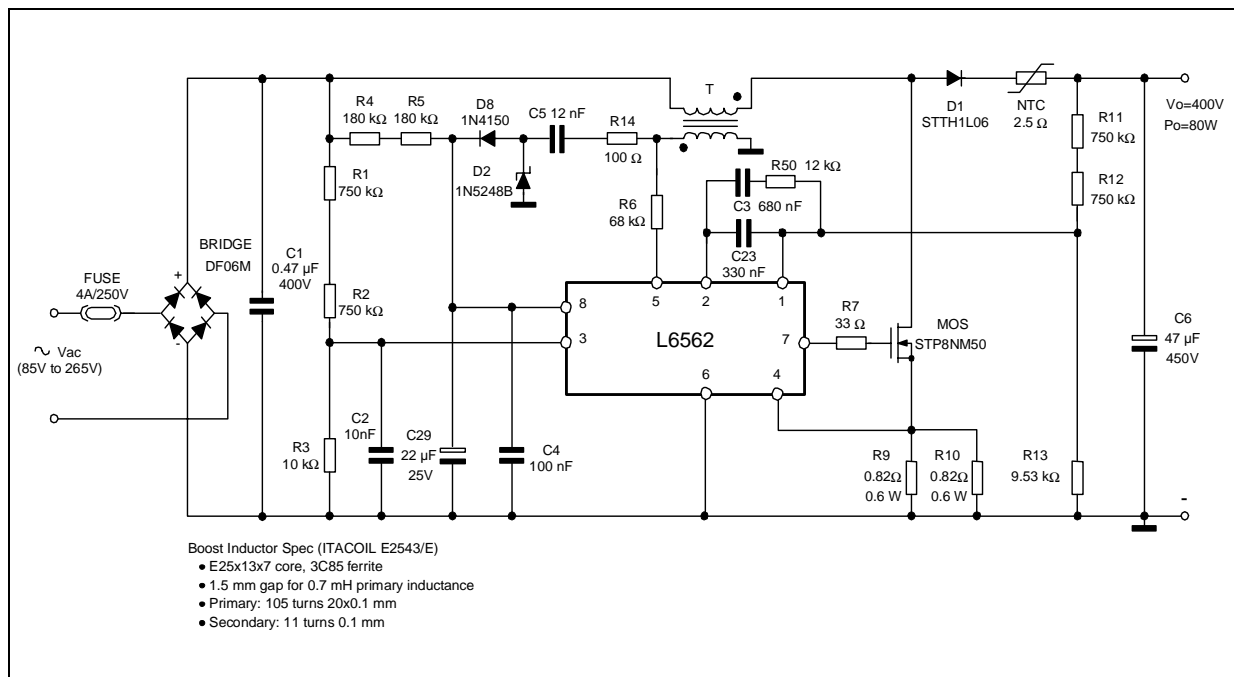 T
D1
STTH1L06
NTC
2.5 Ω
Vo=400V
Po=80W
R4
180 kΩ
R5
180 kΩ
D8
1N4150
C5 12 nF
R14
100 Ω
R11
750 kΩ
R12
750 kΩ
R1
750 kΩ
D2
1N5248B
R50 12 kΩ
C3 680 nF
R6
68 kΩ
C23
330 nF
BRIDGE
DF06M
C1
0.47 µF
400V
FUSE
4A/250V
+
-
R2
750 kΩ
8
5
2
1
3
L6562
7
6
4
R7
33 Ω
MOS
STP8NM50
C6
47 µF
450V
~ Vac
(85V to 265V)
R3
10 kΩ
C2
10nF
C29
22 µF
25V
C4
100 nF
R9
0.82Ω
0.6 W
R10
0.82Ω
0.6 W
R13
9.53 kΩ
+
-
Boost Inductor Spec (ITACOIL E2543/E)
● E25x13x7 core, 3C85 ferrite
● 1.5 mm gap for 0.7 mH primary inductance
● Primary: 105 turns 20x0.1 mm
● Secondary: 11 turns 0.1 mm